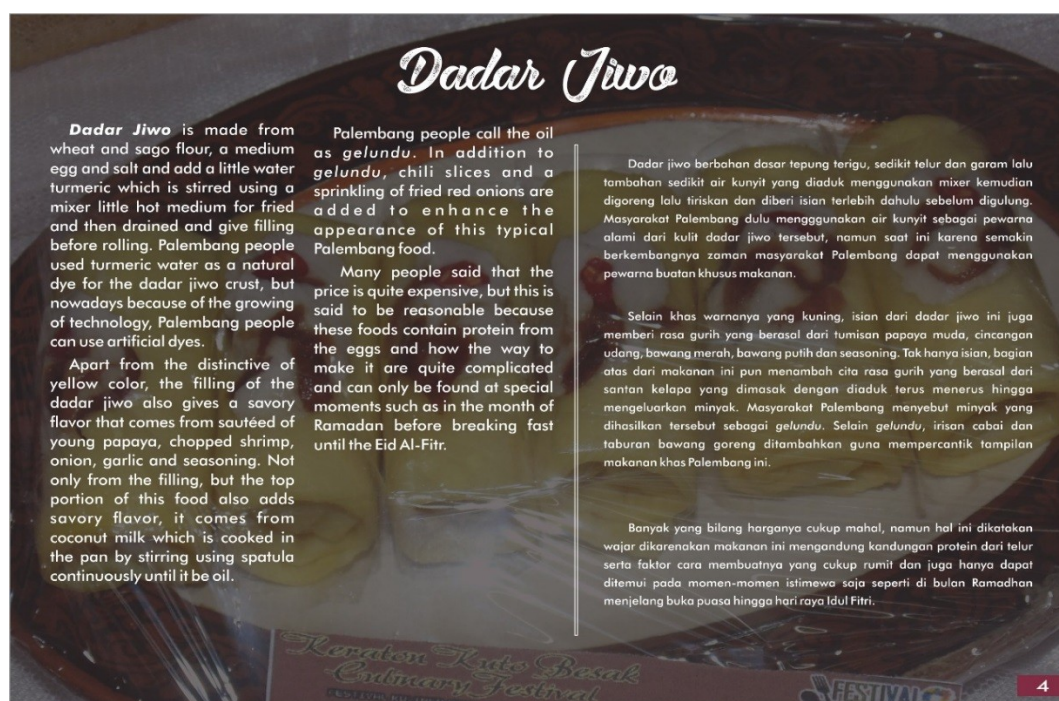 Dadar Jiwo
Dadar Jiwo is made from
wheat and sago flour, a medium
egg and salt and add a little water
turmeric which is stirred using a
mixer little hot medium for fried
and then drained and give filling
before rolling. Palembang people
used turmeric water as a natural
dye for the dadar jiwo crust, but
nowadays because of the growing
of technology, Palembang people
can use artificial dyes.
Apart from the distinctive of
yellow color, the filling of the
dadar jiwo also gives a savory
flavor that comes from sautéed of
young papaya, chopped shrimp,
onion, garlic and seasoning. Not
only from the filling, but the top
portion of this food also adds
savory flavor, it comes from
coconut milk which is cooked in
the pan by stirring using spatula
continuously until it be oil.
Palembang people call the oil
as gelundu. In addition to
gelundu, chili slices and a
sprinkling of fried red onions are
added to enhance the
appearance of this typical
Palembang food.
Many people said that the
price is quite expensive, but this is
said to be reasonable because
these foods contain protein from
the eggs and how the way to
make it are quite complicated
and can only be found at special
moments such as in the month of
Ramadan before breaking fast
until the Eid Al-Fitr.
Dadar jiwo berbahan dasar tepung terigu, sedikit telur dan garam lalu
tambahan sedikit air kunyit yang diaduk menggunakan mixer kemudian
digoreng lalu tiriskan dan diberi isian terlebih dahulu sebelum digulung.
Masyarakat Palembang dulu mengggunakan air kunyit sebagai pewarna
alami dari kulit dadar jiwo tersebut, namun saat ini karena semakin
berkembangnya zaman masyarakat Palembang dapat menggunakan
pewarna buatan khusus makanan.
Selain khas warnanya yang kuning, isian dari dadar jiwo ini juga
memberi rasa gurih yang berasal dari tumisan papaya muda, cincangan
udang, bawang merah, bawang putih dan seasoning. Tak hanya isian, bagian
atas dari makanan ini pun menambah cita rasa gurih yang berasal dari
santan kelapa yang dimasak dengan diaduk terus menerus hingga
mengeluarkan minyak. Masyarakat Palembang menyebut minyak yang
dihasilkan tersebut sebagai gelundu. Selain gelundu, irisan cabai dan
taburan bawang goreng ditambahkan guna mempercantik tampilan
makanan khas Palembang ini.
Banyak yang bilang harganya cukup mahal, namun hal ini dikatakan
wajar dikarenakan makanan ini mengandung kandungan protein dari telur
serta faktor cara membuatnya yang cukup rumit dan juga hanya dapat
ditemui pada momen-momen istimewa saja seperti di bulan Ramadhan
menjelang buka puasa hingga hari raya Idul Fitri.
Keraton Kuto Besak
Culinary Festival
FESTIVAL
4